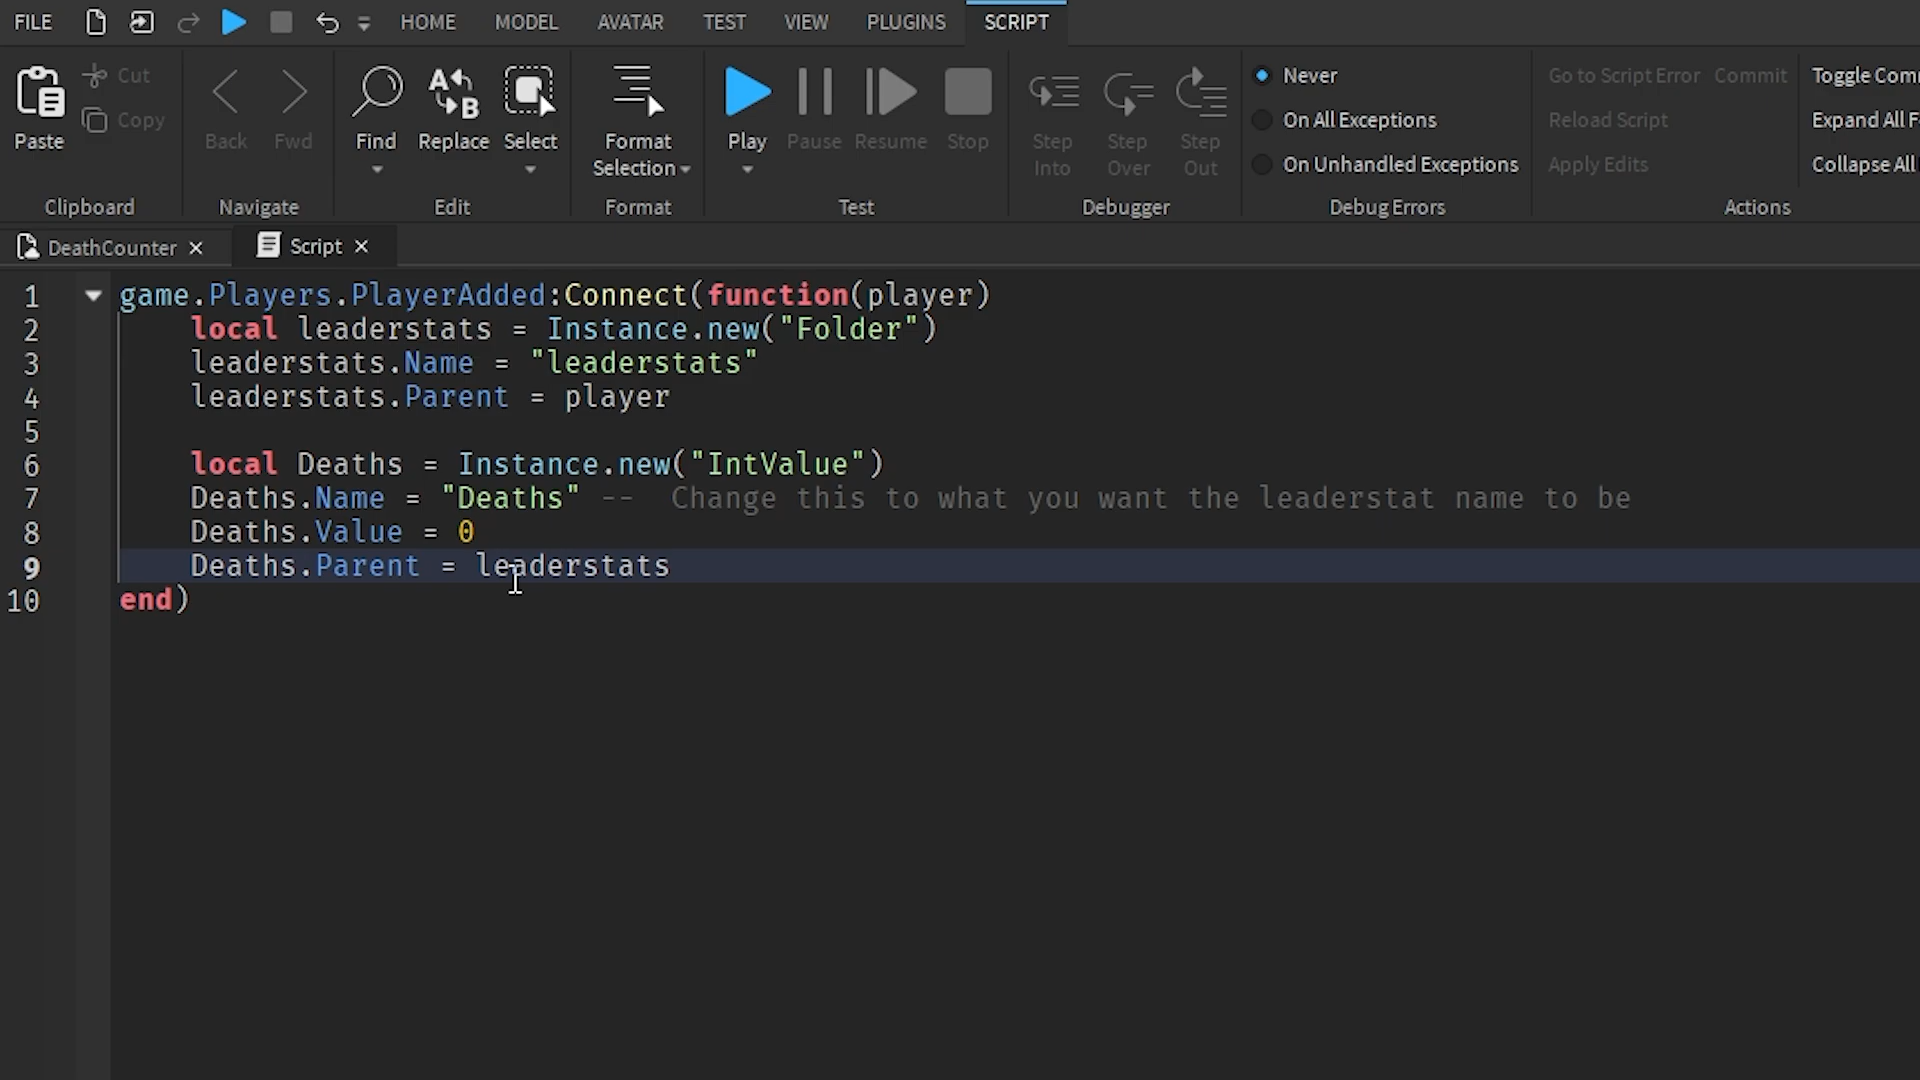 FILE HOME MODEL AVATAR TEST VIEW PLUGINS SCRIPT
Paste Cut Copy
Clipboard
Back Fwd
Navigate
Find Replace Select
Edit
Format Selection
Format
Play Pause Resume Stop
Test
Step Into Step Over Step Out
Debugger
Never
On All Exceptions
On Unhandled Exceptions
Debug Errors
Go to Script Error Commit Toggle Comm
Reload Script Expand All F
Apply Edits Collapse All
Actions
DeathCounter × Script ×
1 game.Players.PlayerAdded:Connect(function(player)
2 local leaderstats = Instance.new("Folder")
3 leaderstats.Name = "leaderstats"
4 leaderstats.Parent = player
5
6 local Deaths = Instance.new("IntValue")
7 Deaths.Name = "Deaths" -- Change this to what you want the leaderstat name to be
8 Deaths.Value = 0
9 Deaths.Parent = leaderstats
10 end)